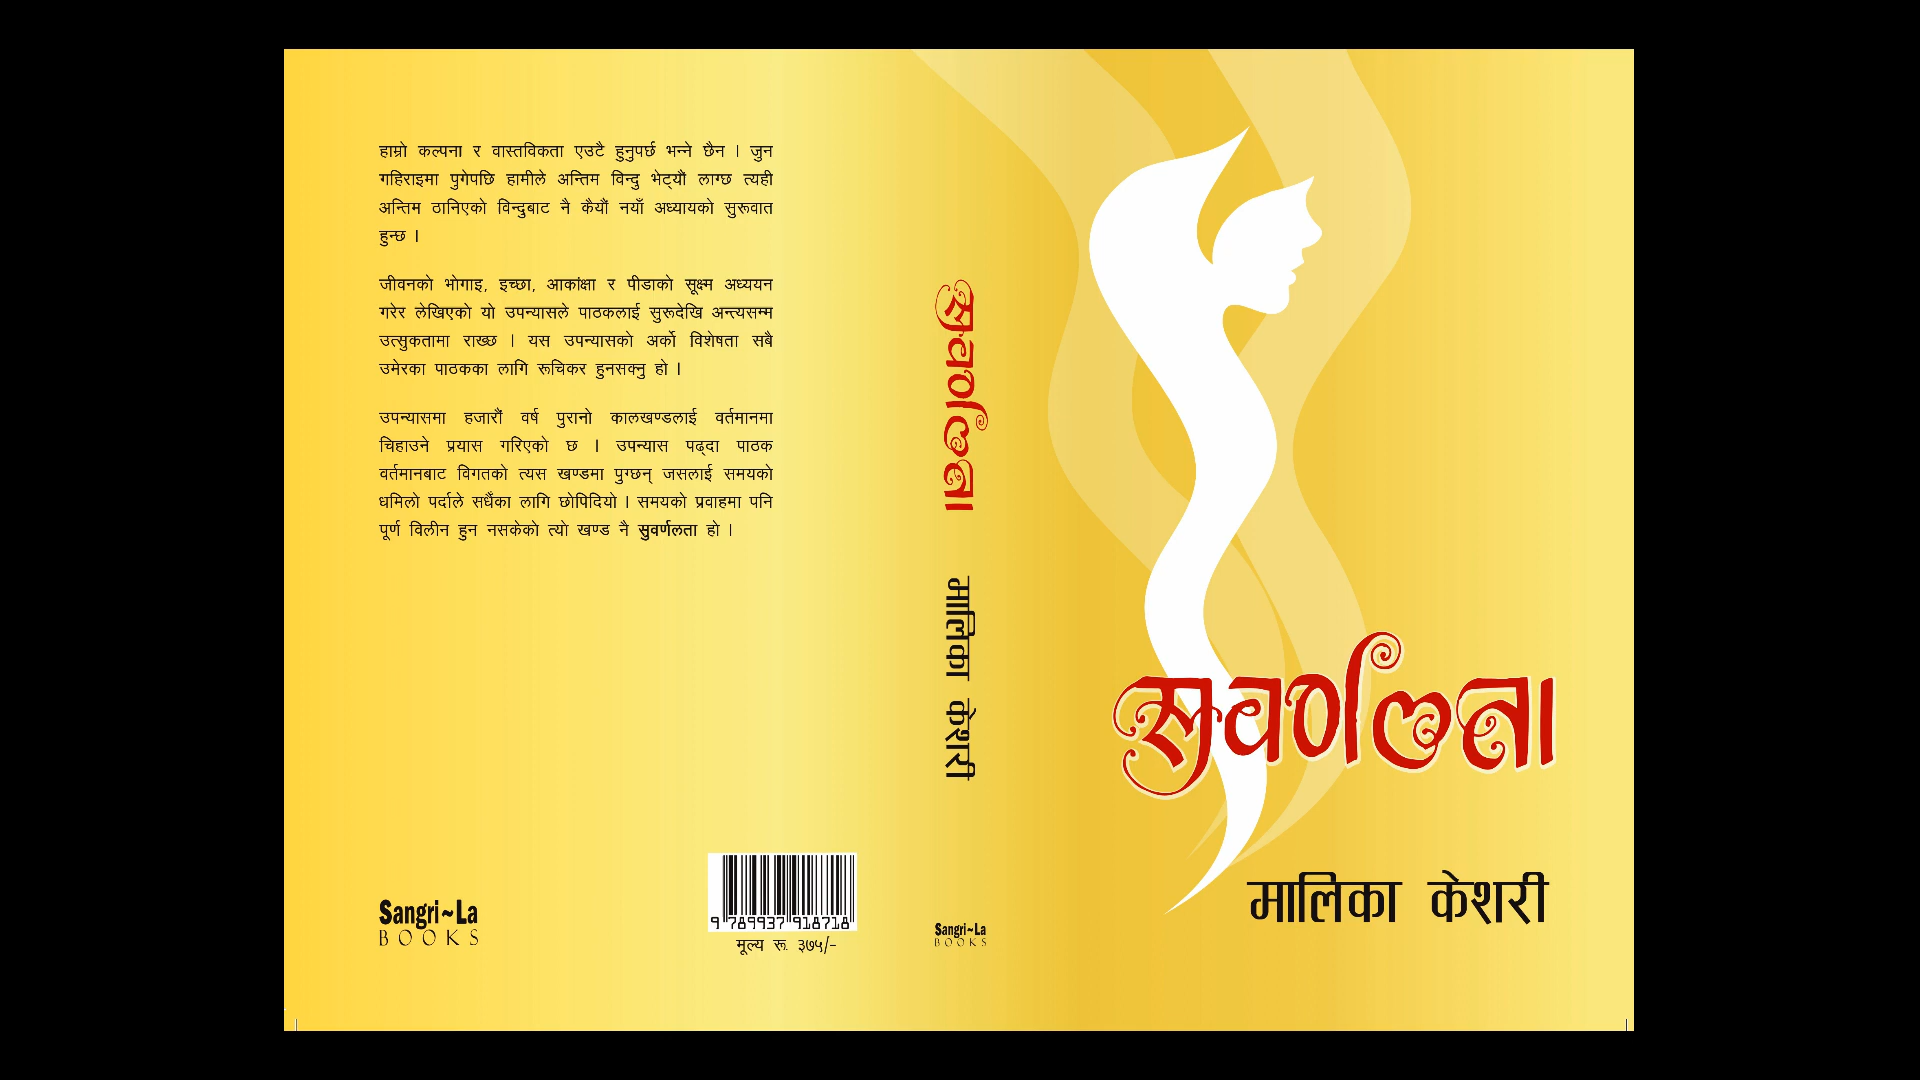 हाम्रो कल्पना र वास्तविकता एउटै हुनुपर्छ भन्ने छैन । जुन
गहिराइमा पुगेपछि हामीले अन्तिम विन्दु भेट्यौं लाग्छ त्यही
अन्तिम ठानिएको विन्दुबाट नै कैयौं नयाँ अध्यायको सुरूवात
हुन्छ ।
जीवनको भोगाइ, इच्छा, आकांक्षा र पीडाको सूक्ष्म अध्ययन
गरेर लेखिएको यो उपन्यासले पाठकलाई सुरूदेखि अन्त्यसम्म
उत्सुकतामा राख्छ । यस उपन्यासको अर्को विशेषता सबै
उमेरका पाठकका लागि रूचिकर हुनसक्नु हो ।
उपन्यासमा हजारौं वर्ष पुरानो कालखण्डलाई वर्तमानमा
चिहाउने प्रयास गरिएको छ । उपन्यास पढ्दा पाठक
वर्तमानबाट विगतको त्यस खण्डमा पुग्छन् जसलाई समयको
धमिलो पर्दाले सधैंका लागि छोपिदियो । समयको प्रवाहमा पनि
पूर्ण विलीन हुन नसकेको त्यो खण्ड नै सुवर्णलता हो ।
Sangri~La
BOOKS
9 789937 918718
मूल्य रू. ३७५/-
सुवर्णलता
मालिका केशरी
Sangri~La
BOOKS
सुवर्णलता
मालिका केशरी